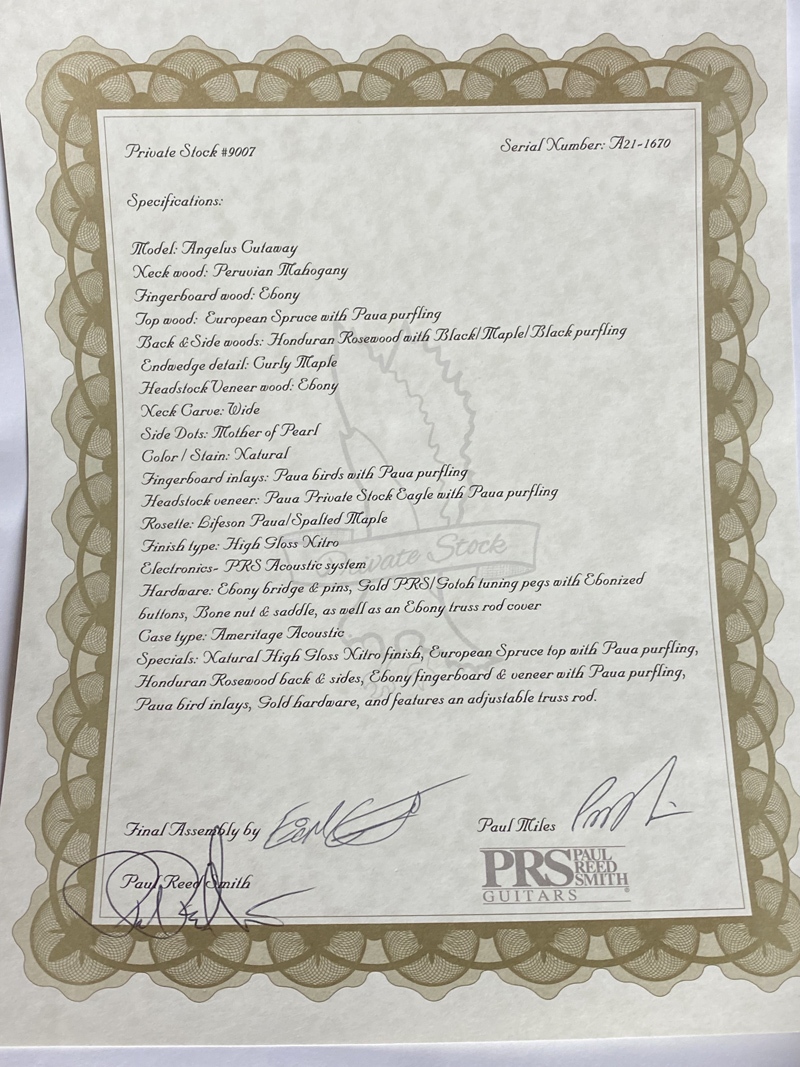 Private Stock #9007
Serial Number: A21-1670
Specifications:
Model: Angelus Cutaway
Neck wood: Peruvian Mahogany
Fingerboard wood: Ebony
Top wood: European Spruce with Paua purfling
Back & Side woods: Honduran Rosewood with Black/Maple/Black purfling
Endwedge detail: Curly Maple
Headstock Veneer wood: Ebony
Neck Carve: Wide
Side Dots: Mother of Pearl
Color / Stain: Natural
Fingerboard inlays: Paua birds with Paua purfling
Headstock veneer: Paua Private Stock Eagle with Paua purfling
Rosette: Lifeson Paua/Spalted Maple
Finish type: High Gloss Nitro
Private Stock
Electronics- PRS Acoustic system
Hardware: Ebony bridge & pins, Gold PRS/Gotoh tuning pegs with Ebonized
buttons, Bone nut & saddle, as well as an Ebony truss rod cover
Case type: Ameritage Acoustic
Specials: Natural High Gloss Nitro finish, European Spruce top with Paua purfling,
Honduran Rosewood back & sides, Ebony fingerboard & veneer with Paua purfling,
Paua bird inlays, Gold hardware, and features an adjustable truss rod.
Final Assembly by
Paul Miles
Paul Reed Smith
PRS PAUL
REED
SMITH®
GUITARS